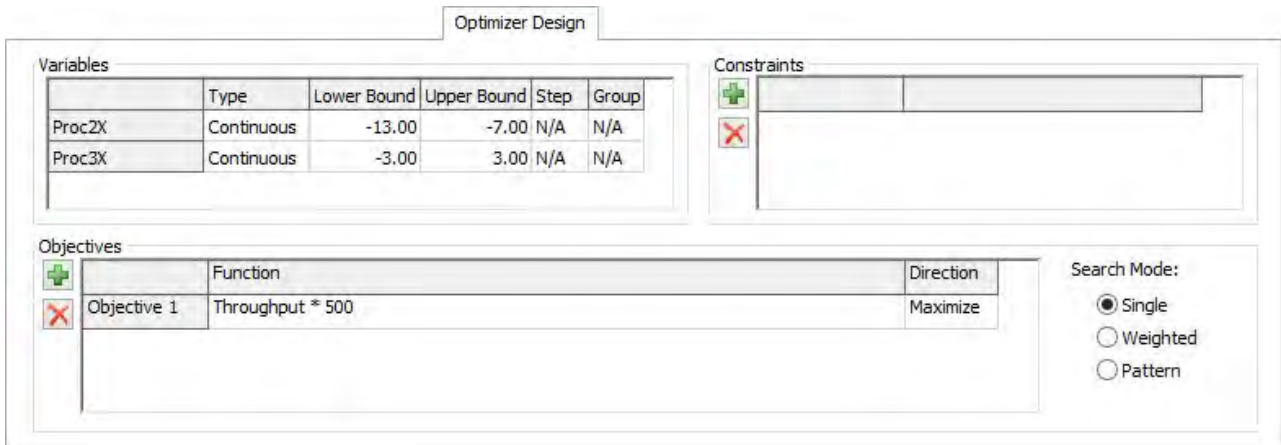 Optimizer Design
Variables
Type Lower Bound Upper Bound Step Group
Proc2X Continuous -13.00 -7.00 N/A N/A
Proc3X Continuous -3.00 3.00 N/A N/A
Constraints
Objectives
Function Direction
Objective 1 Throughput * 500 Maximize
Search Mode:
Single
Weighted
Pattern